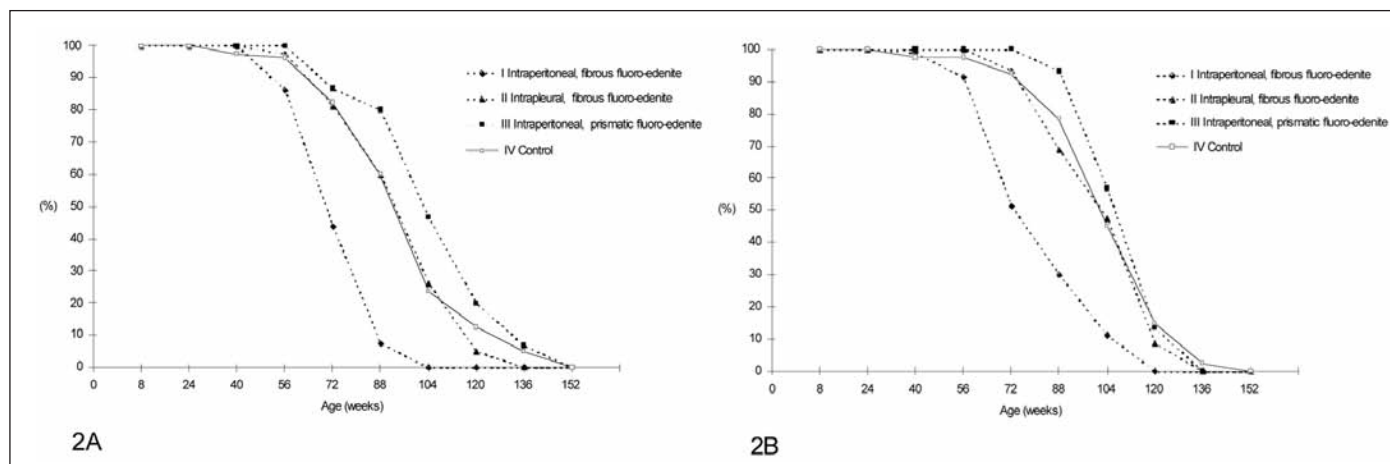 100
90
80
70
60
50
(%)
40
30
20
10
0
0 8 24 40 56 72 88 104 120 136 152
Age (weeks)
I Intraperitoneal, fibrous fluoro-edenite
II Intrapleural, fibrous fluoro-edenite
III Intraperitoneal, prismatic fluoro-edenite
IV Control
2A
100
90
80
70
60
50
(%)
40
30
20
10
0
0 8 24 40 56 72 88 104 120 136 152
Age (weeks)
I Intraperitoneal, fibrous fluoro-edenite
II Intrapleural, fibrous fluoro-edenite
III Intraperitoneal, prismatic fluoro-edenite
IV Control
2B